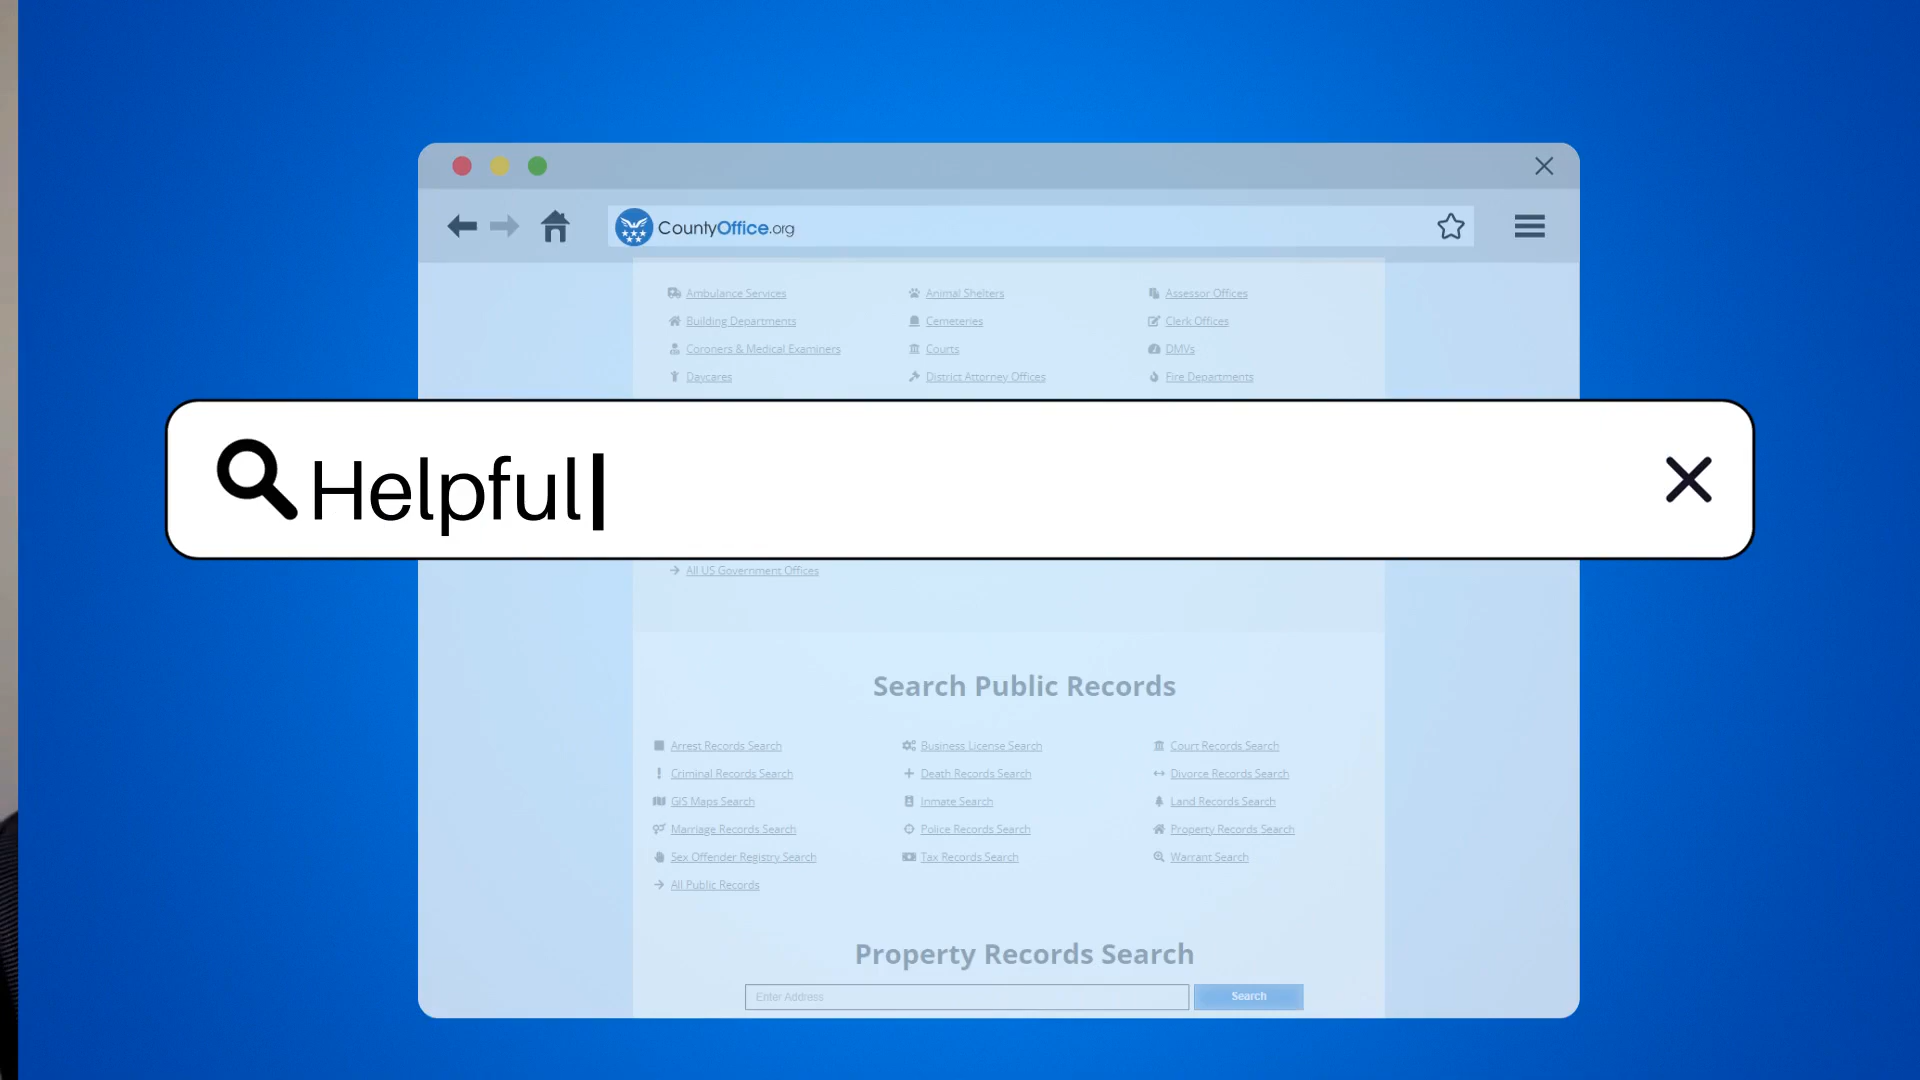 CountyOffice.org
Ambulance Services Animal Shelters Assessor Offices
Building Departments Cemeteries Clerk Offices
Coroners & Medical Examiners Courts DMVs
Daycares District Attorney Offices Fire Departments
Helpful
All US Government Offices
Search Public Records
Arrest Records Search Business License Search Court Records Search
Criminal Records Search Death Records Search Divorce Records Search
GIS Maps Search Inmate Search Land Records Search
Marriage Records Search Police Records Search Property Records Search
Sex Offender Registry Search Tax Records Search Warrant Search
All Public Records
Property Records Search
Enter Address Search